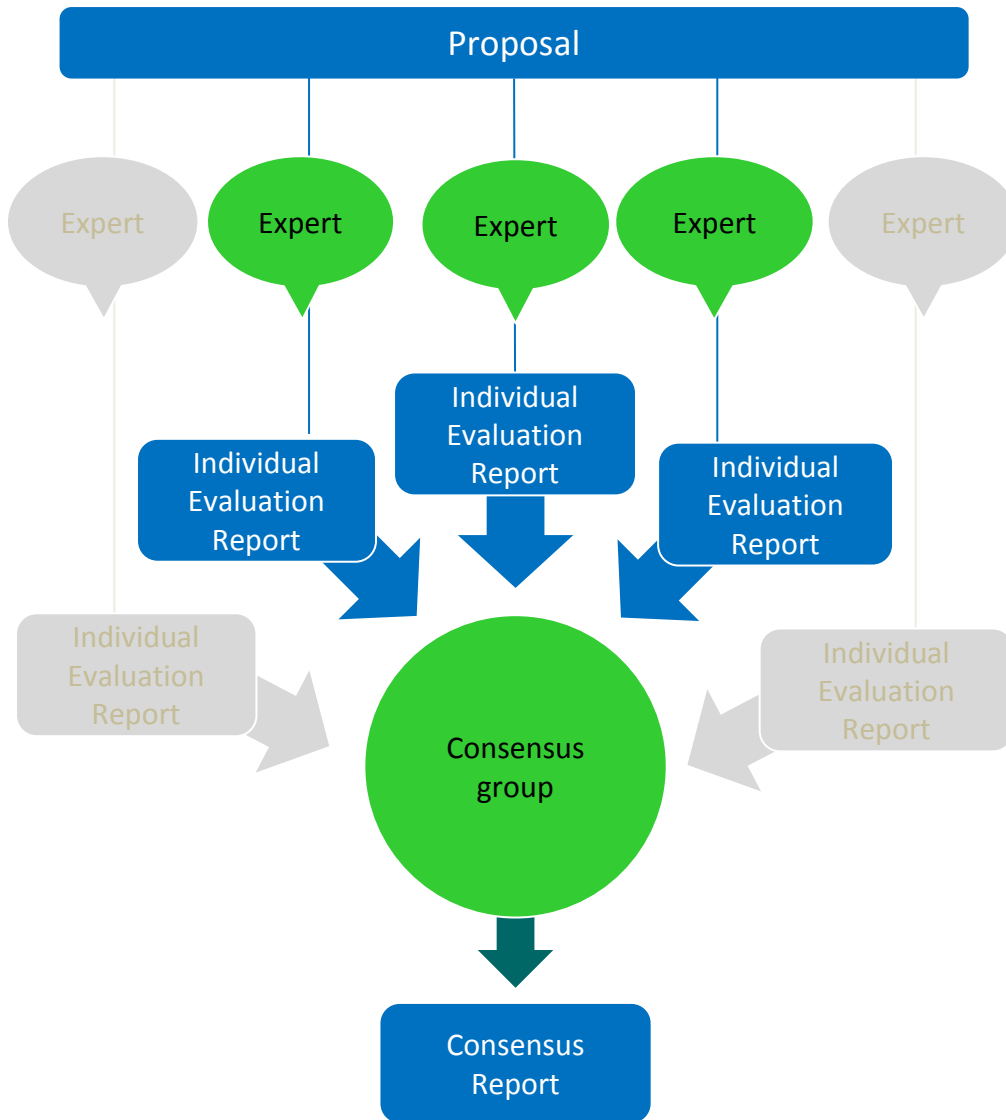 Proposal
Expert
Expert
Expert
Expert
Expert
Individual
Evaluation
Report
Individual
Evaluation
Report
Individual
Evaluation
Report
Individual
Evaluation
Report
Individual
Evaluation
Report
Consensus
group
Consensus
Report